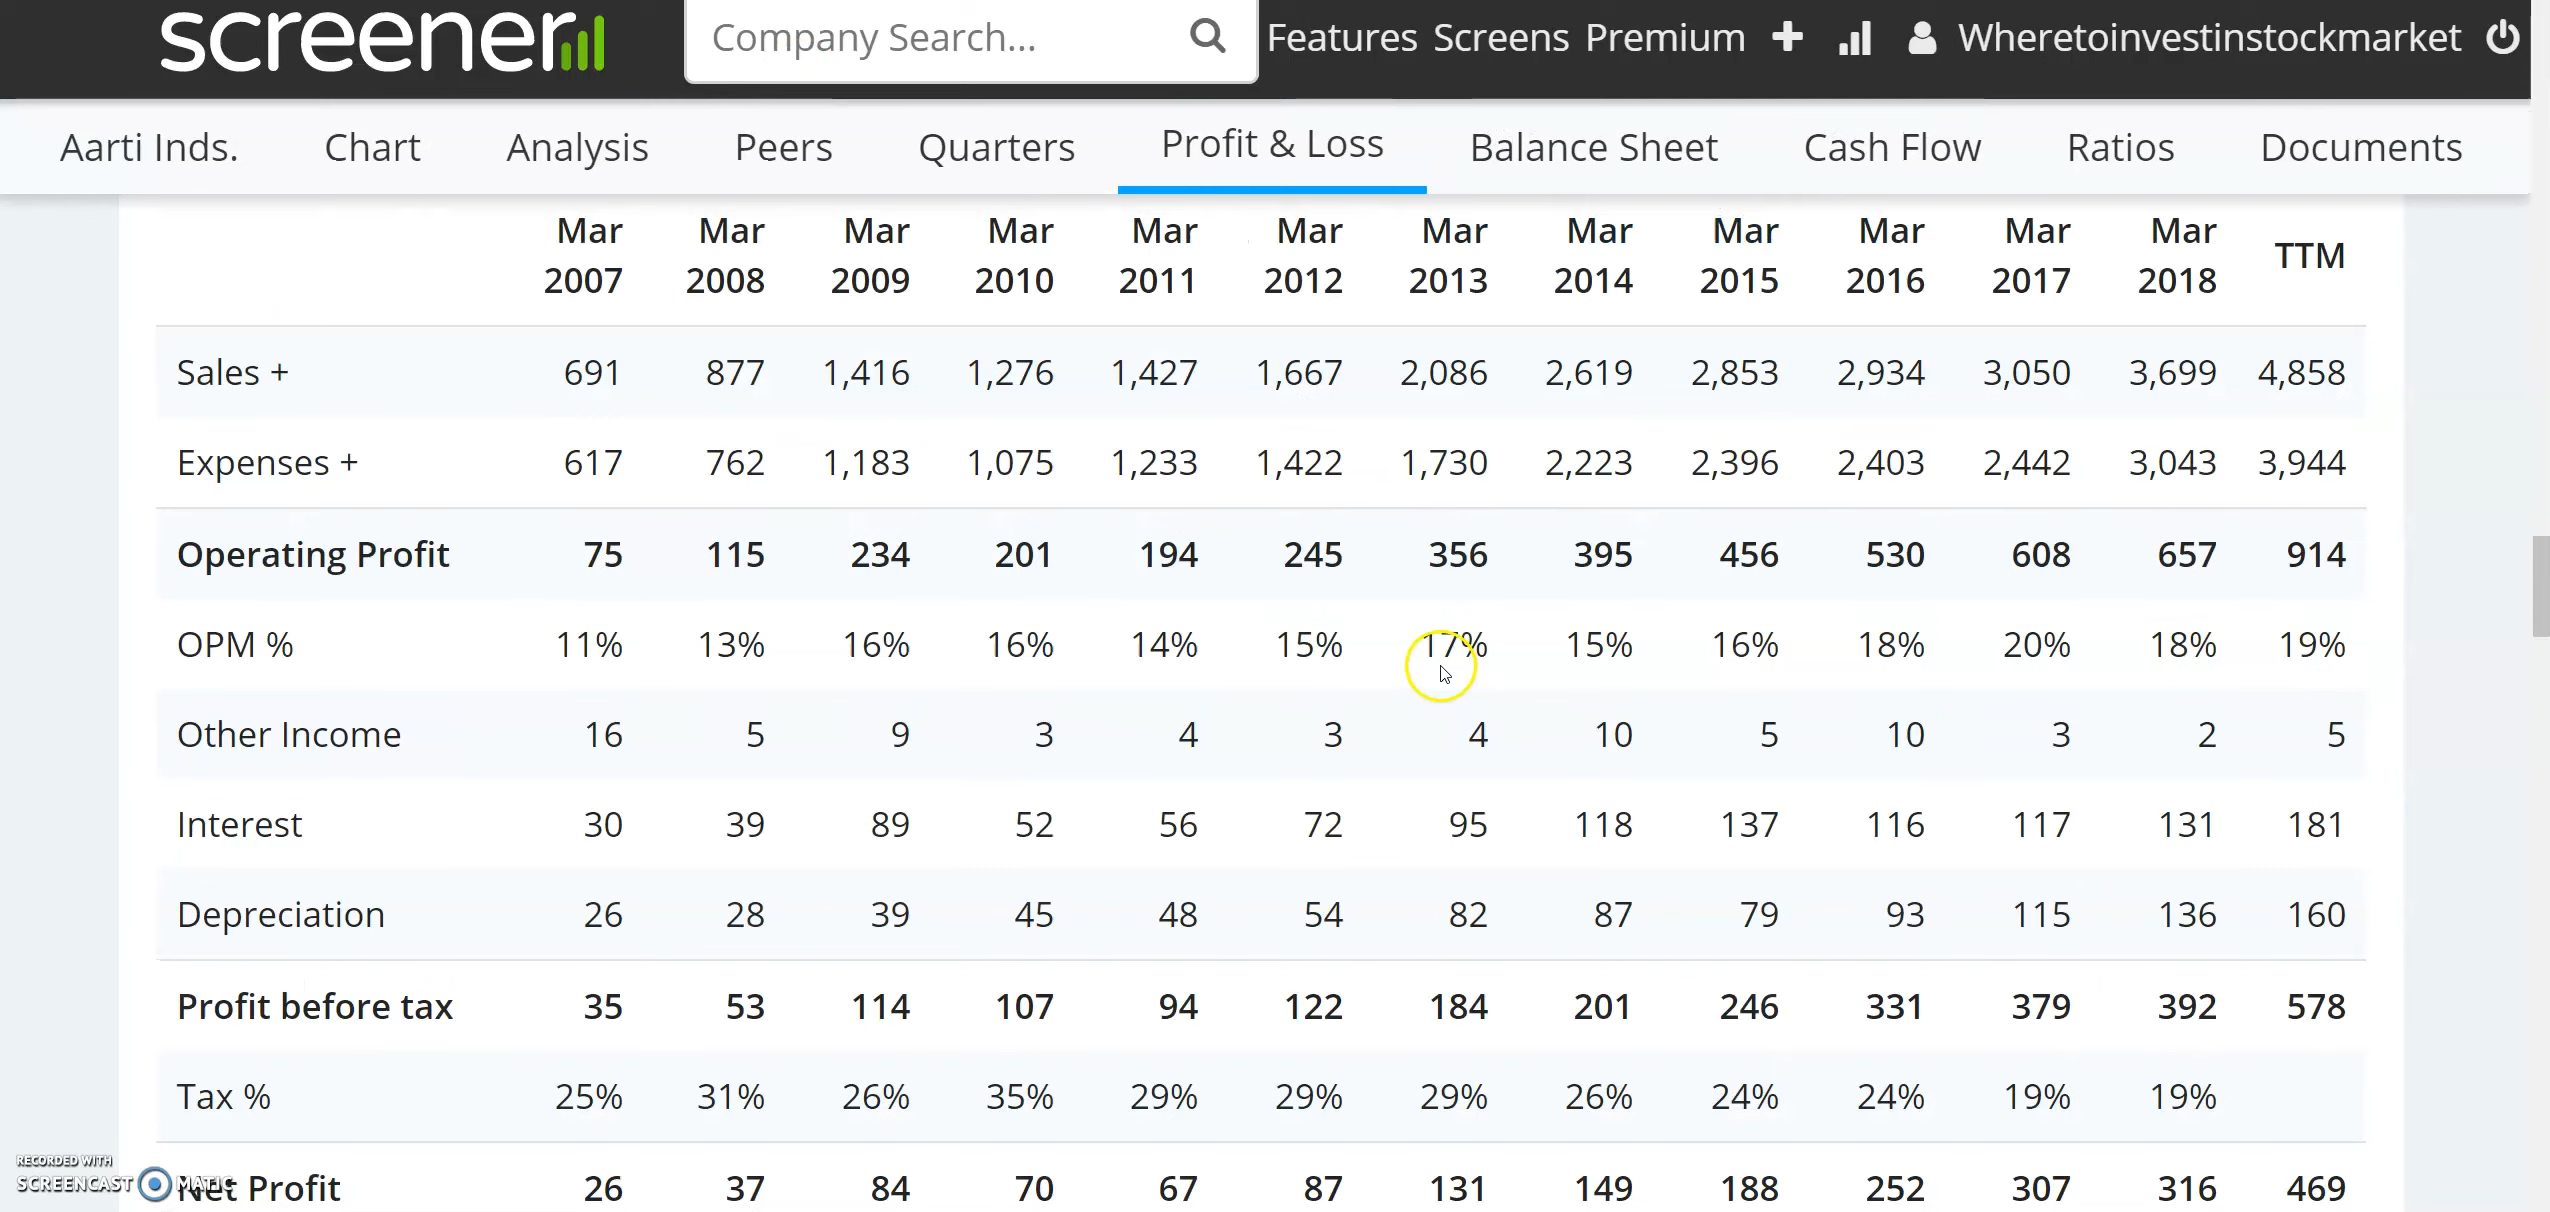 screener Company Search... Features Screens Premium Wheretoinvestinstockmarket
Aarti Inds. Chart Analysis Peers Quarters Profit & Loss Balance Sheet Cash Flow Ratios Documents
Mar Mar Mar Mar Mar Mar Mar Mar Mar Mar Mar Mar TTM
2007 2008 2009 2010 2011 2012 2013 2014 2015 2016 2017 2018
Sales + 691 877 1,416 1,276 1,427 1,667 2,086 2,619 2,853 2,934 3,050 3,699 4,858
Expenses + 617 762 1,183 1,075 1,233 1,422 1,730 2,223 2,396 2,403 2,442 3,043 3,944
Operating Profit 75 115 234 201 194 245 356 395 456 530 608 657 914
OPM % 11% 13% 16% 16% 14% 15% 17% 15% 16% 18% 20% 18% 19%
Other Income 16 5 9 3 4 3 4 10 5 10 3 2 5
Interest 30 39 89 52 56 72 95 118 137 116 117 131 181
Depreciation 26 28 39 45 48 54 82 87 79 93 115 136 160
Profit before tax 35 53 114 107 94 122 184 201 246 331 379 392 578
Tax % 25% 31% 26% 35% 29% 29% 29% 26% 24% 24% 19% 19%
Net Profit 26 37 84 70 67 87 131 149 188 252 307 316 469
RECORDED WITH
SCREENCAST MATIC